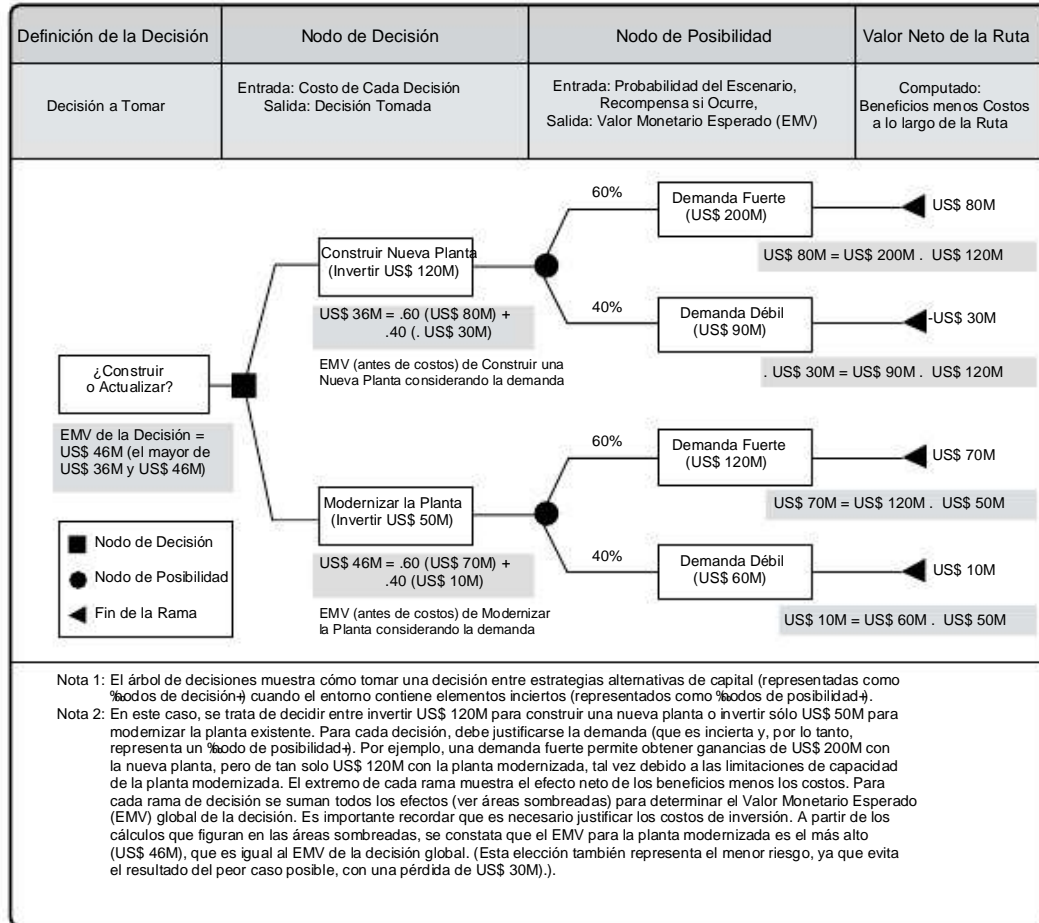 Definición de la Decisión
Nodo de Decisión
Nodo de Posibilidad
Valor Neto de la Ruta
Decisión a Tomar
Entrada: Costo de Cada Decisión
Salida: Decisión Tomada
Entrada: Probabilidad del Escenario,
Recompensa si Ocurre,
Salida: Valor Monetario Esperado (EMV)
Computado:
Beneficios menos Costos
a lo largo de la Ruta
60%
Demanda Fuerte
(US$ 200M)
US$ 80M
US$ 80M = US$ 200M . US$ 120M
Construir Nueva Planta
(Invertir US$ 120M)
US$ 36M = .60 (US$ 80M) +
.40 (. US$ 30M)
EMV (antes de costos) de Construir una
Nueva Planta considerando la demanda
40%
Demanda Débil
(US$ 90M)
-US$ 30M
. US$ 30M = US$ 90M . US$ 120M
¿Construir
o Actualizar?
EMV de la Decisión =
US$ 46M (el mayor de
US$ 36M y US$ 46M)
60%
Demanda Fuerte
(US$ 120M)
US$ 70M
US$ 70M = US$ 120M . US$ 50M
Modernizar la Planta
(Invertir US$ 50M)
US$ 46M = .60 (US$ 70M) +
.40 (US$ 10M)
EMV (antes de costos) de Modernizar
la Planta considerando la demanda
40%
Demanda Débil
(US$ 60M)
US$ 10M
US$ 10M = US$ 60M . US$ 50M
Nodo de Decisión
Nodo de Posibilidad
Fin de la Rama
Nota 1: El árbol de decisiones muestra cómo tomar una decisión entre estrategias alternativas de capital (representadas como
‰odos de decisión+) cuando el entorno contiene elementos inciertos (representados como ‰odos de posibilidad+).
Nota 2: En este caso, se trata de decidir entre invertir US$ 120M para construir una nueva planta o invertir sólo US$ 50M para
modernizar la planta existente. Para cada decisión, debe justificarse la demanda (que es incierta y, por lo tanto,
representa un ‰odo de posibilidad+). Por ejemplo, una demanda fuerte permite obtener ganancias de US$ 200M con
la nueva planta, pero de tan solo US$ 120M con la planta modernizada, tal vez debido a las limitaciones de capacidad
de la planta modernizada. El extremo de cada rama muestra el efecto neto de los beneficios menos los costos. Para
cada rama de decisión se suman todos los efectos (ver áreas sombreadas) para determinar el Valor Monetario Esperado
(EMV) global de la decisión. Es importante recordar que es necesario justificar los costos de inversión. A partir de los
cálculos que figuran en las áreas sombreadas, se constata que el EMV para la planta modernizada es el más alto
(US$ 46M), que es igual al EMV de la decisión global. (Esta elección también representa el menor riesgo, ya que evita
el resultado del peor caso posible, con una pérdida de US$ 30M).).